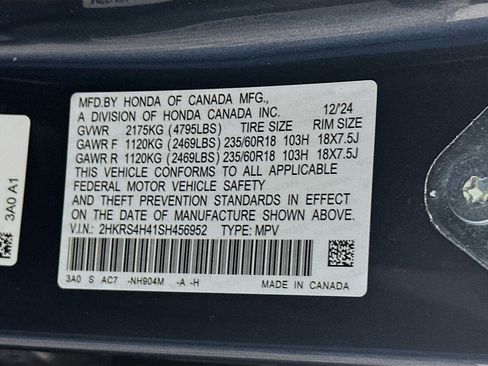 MFD.BY HONDA OF CANADA MFG.,
A DIVISION OF HONDA CANADA INC. 12/24
GVWR 2175KG (4795LBS) TIRE SIZE RIM SIZE
GAWR F 1120KG (2469LBS) 235/60R18 103H 18X7.5J
GAWR R 1120KG (2469LBS) 235/60R18 103H 18X7.5J
THIS VEHICLE CONFORMS TO ALL APPLICABLE
FEDERAL MOTOR VEHICLE SAFETY
AND THEFT PREVENTION STANDARDS IN EFFECT
ON THE DATE OF MANUFACTURE SHOWN ABOVE.
V.I.N.: 2HKRS4H41SH456952 TYPE: MPV
3A0 S AC7 -NH904M -A -H MADE IN CANADA
3A0 A1